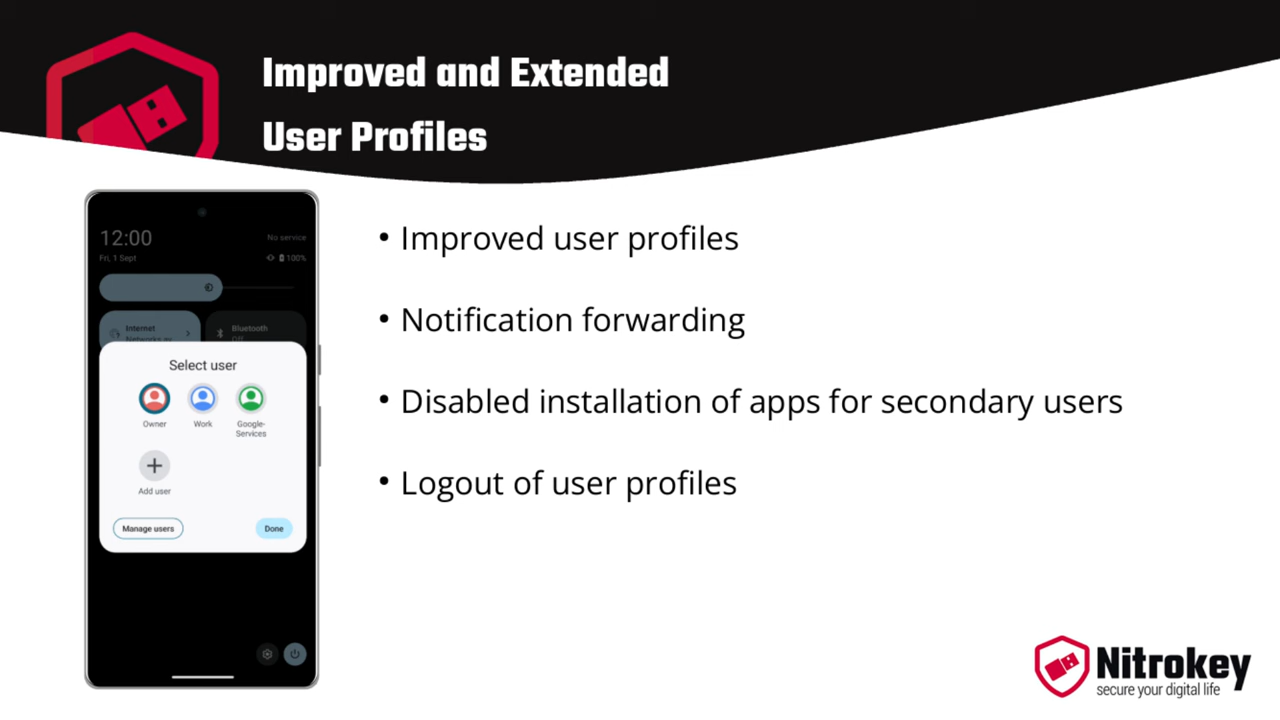 Improved and Extended
User Profiles
12:00
No service
Fri, 1 Sept
100%
Internet
Bluetooth
Select user
Owner
Work
Google-
Services
Add user
Manage users
Done
• Improved user profiles
• Notification forwarding
• Disabled installation of apps for secondary users
• Logout of user profiles
Nitrokey
secure your digital life